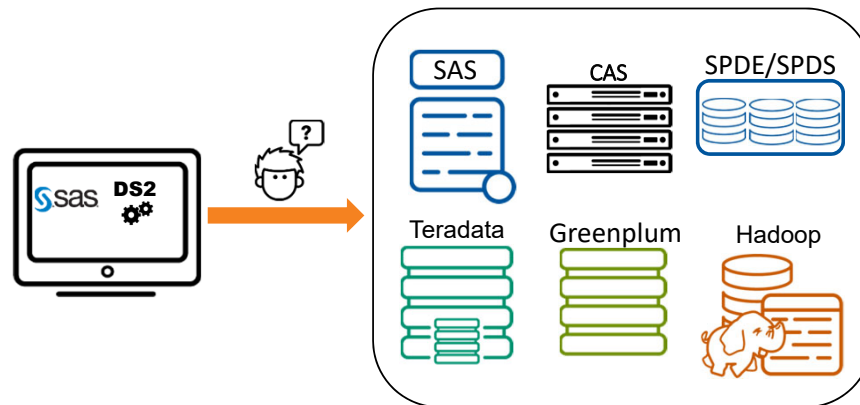 sas DS2
?
SAS
CAS
SPDE/SPDS
Teradata
Greenplum
Hadoop